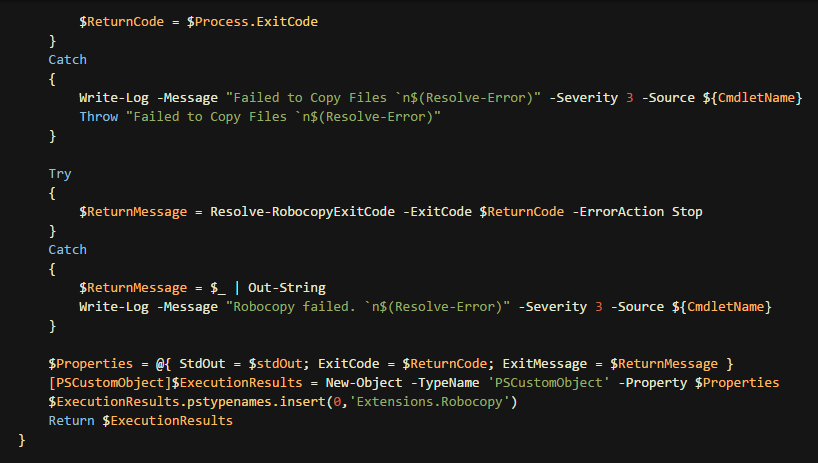 $ReturnCode = $Process.ExitCode
}
Catch
{
Write-Log -Message "Failed to Copy Files `n$(Resolve-Error)" -Severity 3 -Source ${CmdletName}
Throw "Failed to Copy Files `n$(Resolve-Error)"
}
Try
{
$ReturnMessage = Resolve-RobocopyExitCode -ExitCode $ReturnCode -ErrorAction Stop
}
Catch
{
$ReturnMessage = $_ | Out-String
Write-Log -Message "Robocopy failed. `n$(Resolve-Error)" -Severity 3 -Source ${CmdletName}
}
$Properties = @{ StdOut = $stdOut; ExitCode = $ReturnCode; ExitMessage = $ReturnMessage }
[PSCustomObject]$ExecutionResults = New-Object -TypeName 'PSCustomObject' -Property $Properties
$ExecutionResults.pstypenames.insert(0,'Extensions.Robocopy')
Return $ExecutionResults
}